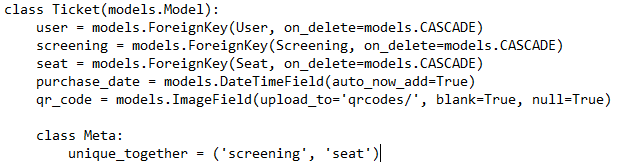 class Ticket(models.Model):
    user = models.ForeignKey(User, on_delete=models.CASCADE)
    screening = models.ForeignKey(Screening, on_delete=models.CASCADE)
    seat = models.ForeignKey(Seat, on_delete=models.CASCADE)
    purchase_date = models.DateTimeField(auto_now_add=True)
    qr_code = models.ImageField(upload_to='qrcodes/', blank=True, null=True)

    class Meta:
        unique_together = ('screening', 'seat')